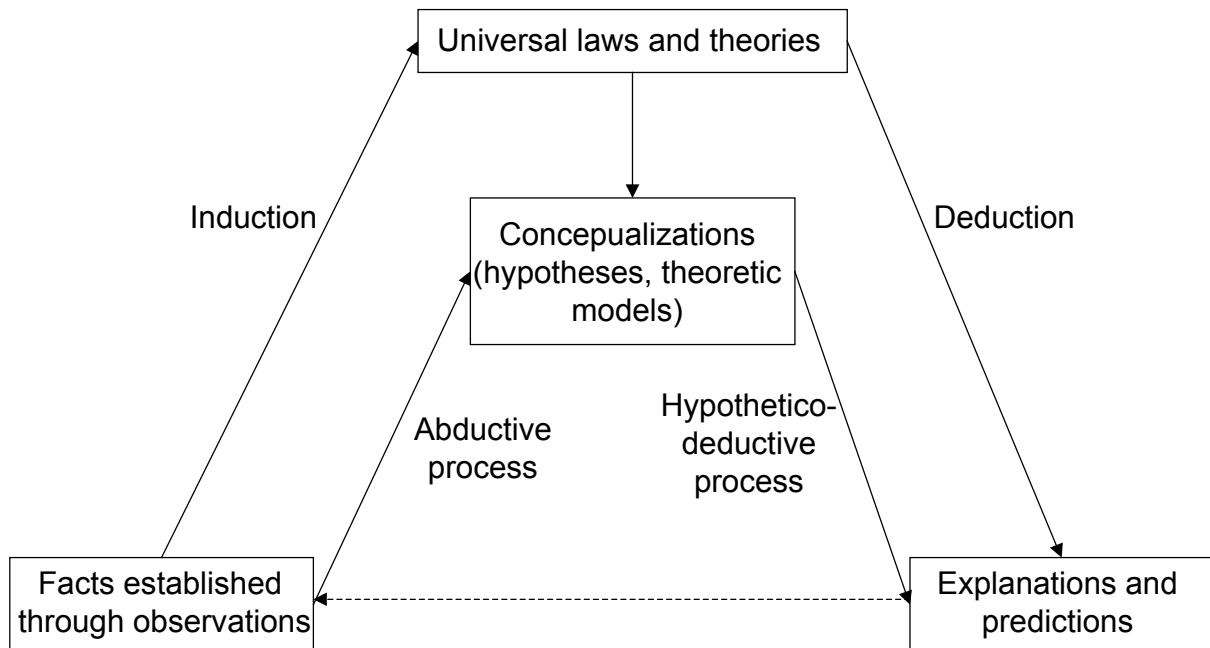 Universal laws and theories
Induction
Deduction
Concepualizations
(hypotheses, theoretic
models)
Abductive
process
Hypothetico-
deductive
process
Facts established
through observations
Explanations and
predictions